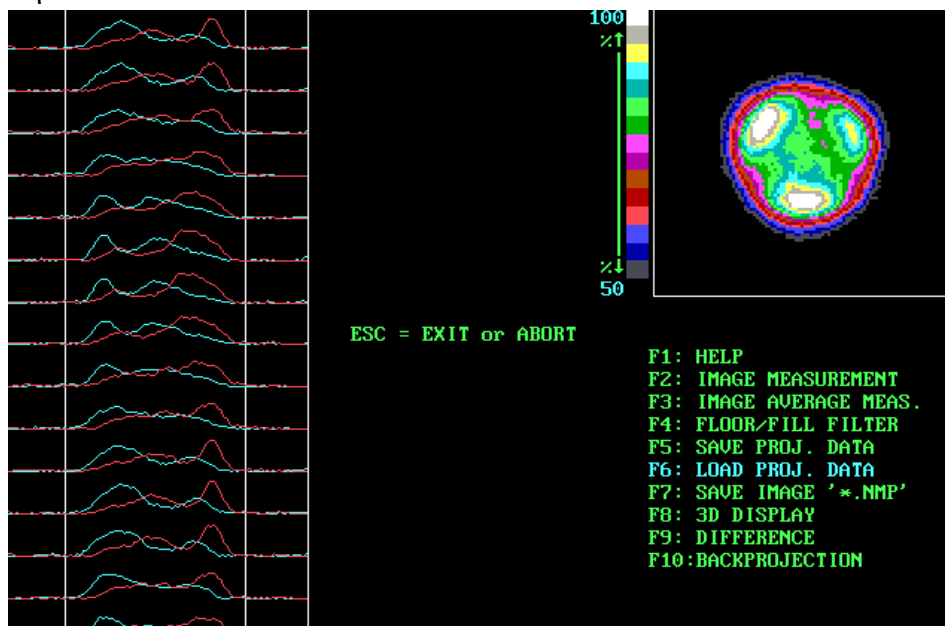 100
%↑
%↓
50
ESC = EXIT or ABORT
F1: HELP
F2: IMAGE MEASUREMENT
F3: IMAGE AVERAGE MEAS.
F4: FLOOR/FILL FILTER
F5: SAVE PROJ. DATA
F6: LOAD PROJ. DATA
F7: SAVE IMAGE '*.NMP'
F8: 3D DISPLAY
F9: DIFFERENCE
F10:BACKPROJECTION